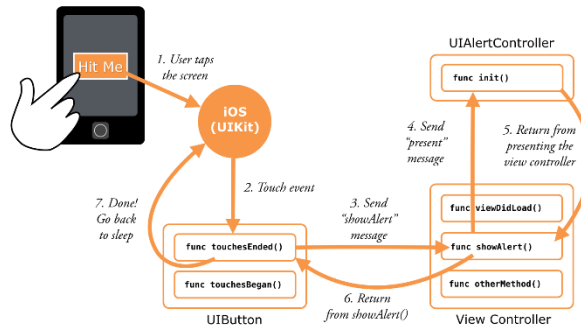 Hit Me
1. User taps
the screen
iOS
(UIKit)
2. Touch event
7. Done!
Go back
to sleep
func touchesEnded()
func touchesBegan()
UIButton
3. Send
“showAlert”
message
6. Return
from showAlert()
UIAlertController
func init()
4. Send
“present”
message
5. Return from
presenting the
view controller
func viewDidLoad()
func showAlert()
func otherMethod()
View Controller